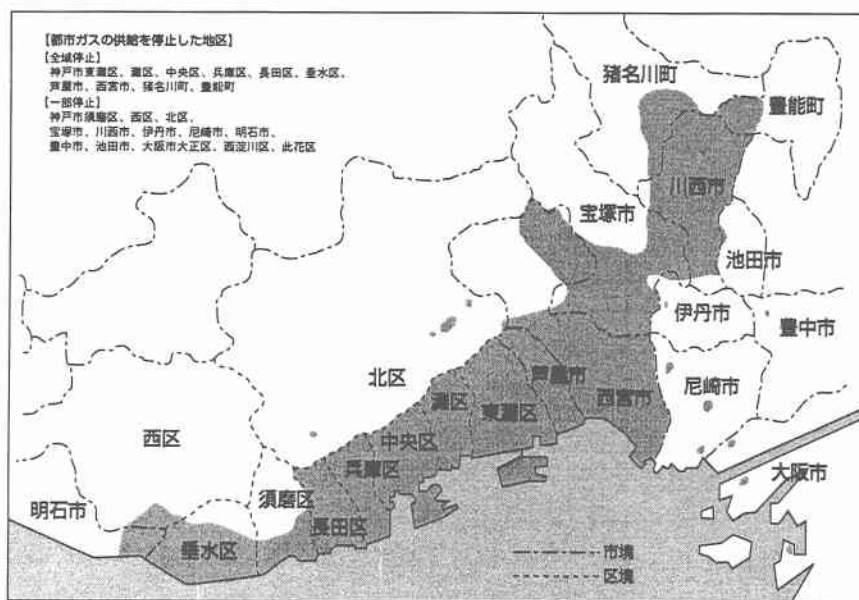 【都市ガスの供給を停止した地区】
【全域停止】
神戸市東灘区、灘区、中央区、兵庫区、長田区、垂水区、
芦屋市、西宮市、猪名川町、豊能町
【一部停止】
神戸市須磨区、西区、北区、
宝塚市、川西市、伊丹市、尼崎市、明石市、
豊中市、池田市、大阪市大正区、西淀川区、此花区
猪名川町
豊能町
川西市
宝塚市
池田市
伊丹市
豊中市
北区
芦屋市
尼崎市
灘区
東灘区
西宮市
西区
中央区
兵庫区
大阪市
須磨区
明石市
長田区
垂水区
市境
区境